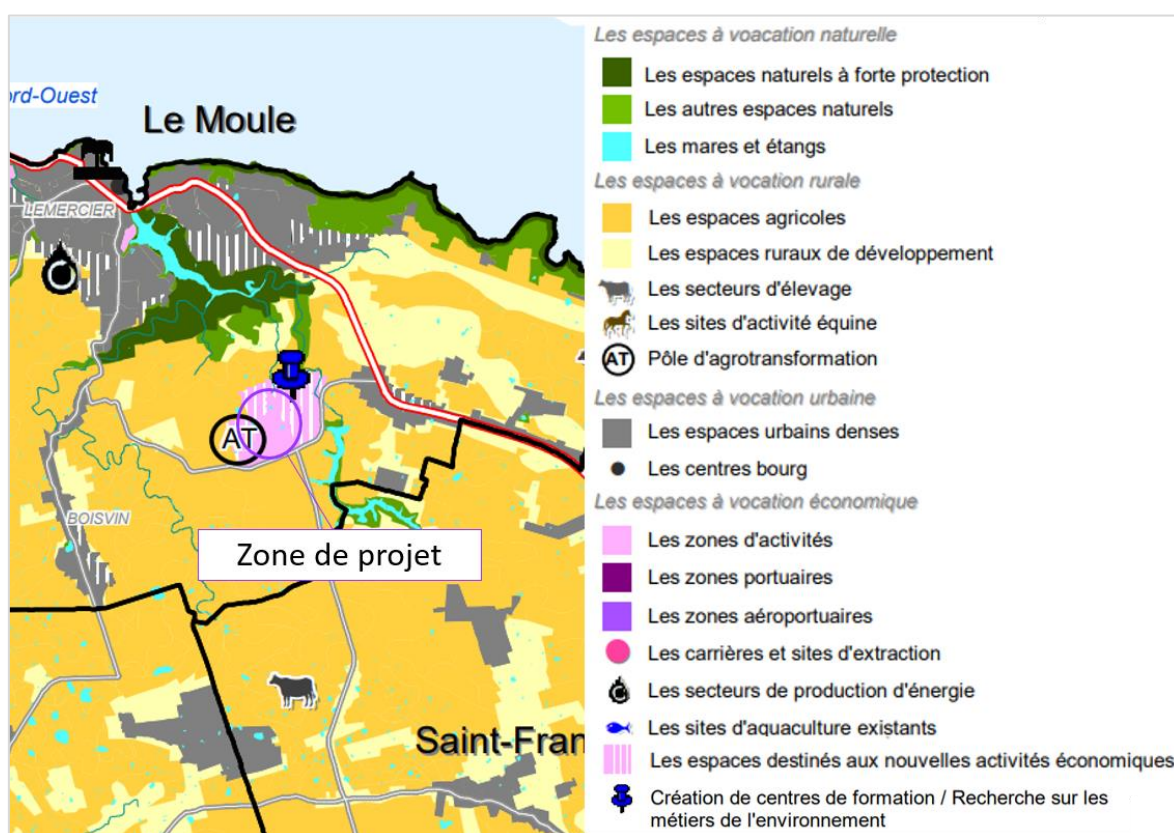 ord-Ouest
Le Moule
LEMERCIER
AT
BOISVIN
Zone de projet
Saint-Fran
Les espaces à voacation naturelle
Les espaces naturels à forte protection
Les autres espaces naturels
Les mares et étangs
Les espaces à vocation rurale
Les espaces agricoles
Les espaces ruraux de développement
Les secteurs d'élevage
Les sites d'activité équine
AT Pôle d'agrotransformation
Les espaces à vocation urbaine
Les espaces urbains denses
Les centres bourg
Les espaces à vocation économique
Les zones d'activités
Les zones portuaires
Les zones aéroportuaires
Les carrières et sites d'extraction
Les secteurs de production d'énergie
Les sites d'aquaculture existants
Les espaces destinés aux nouvelles activités économiques
Création de centres de formation / Recherche sur les
métiers de l'environnement